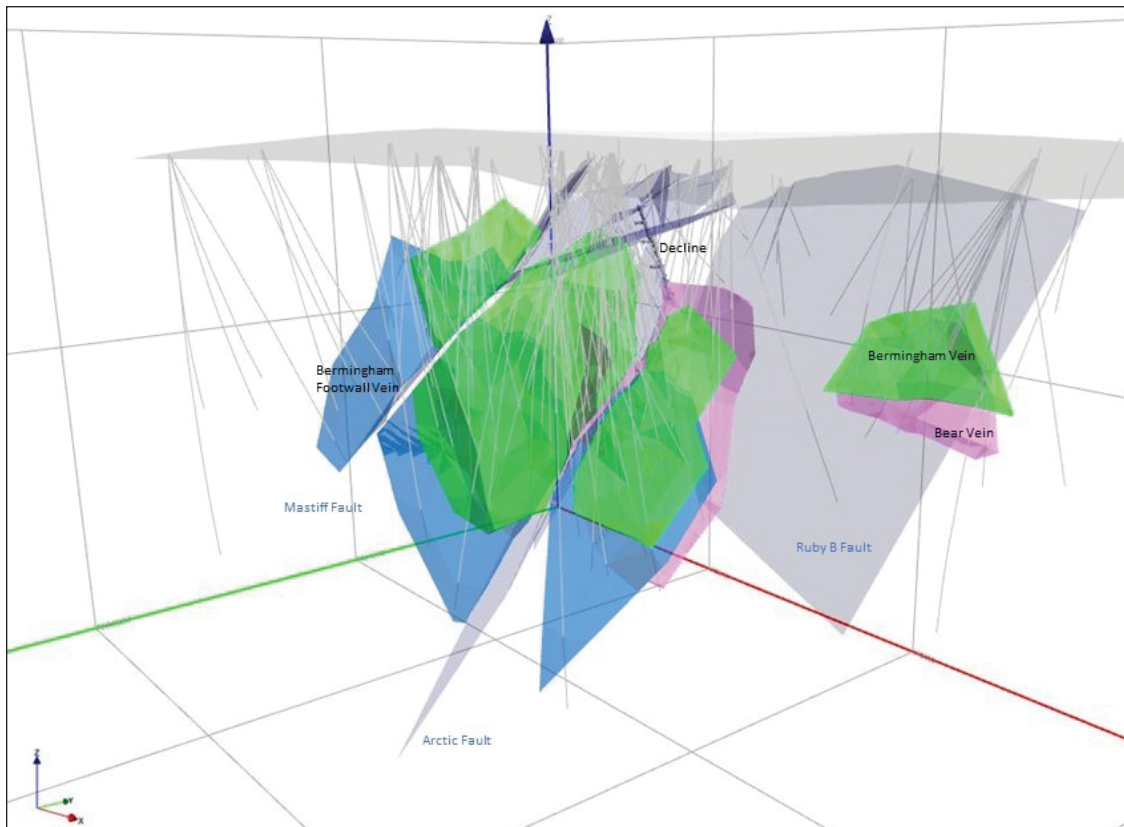 Z
Decline
Bermingham
Footwall Vein
Bermingham Vein
Bear Vein
Mastiff Fault
Ruby B Fault
Arctic Fault
Z
Y
X